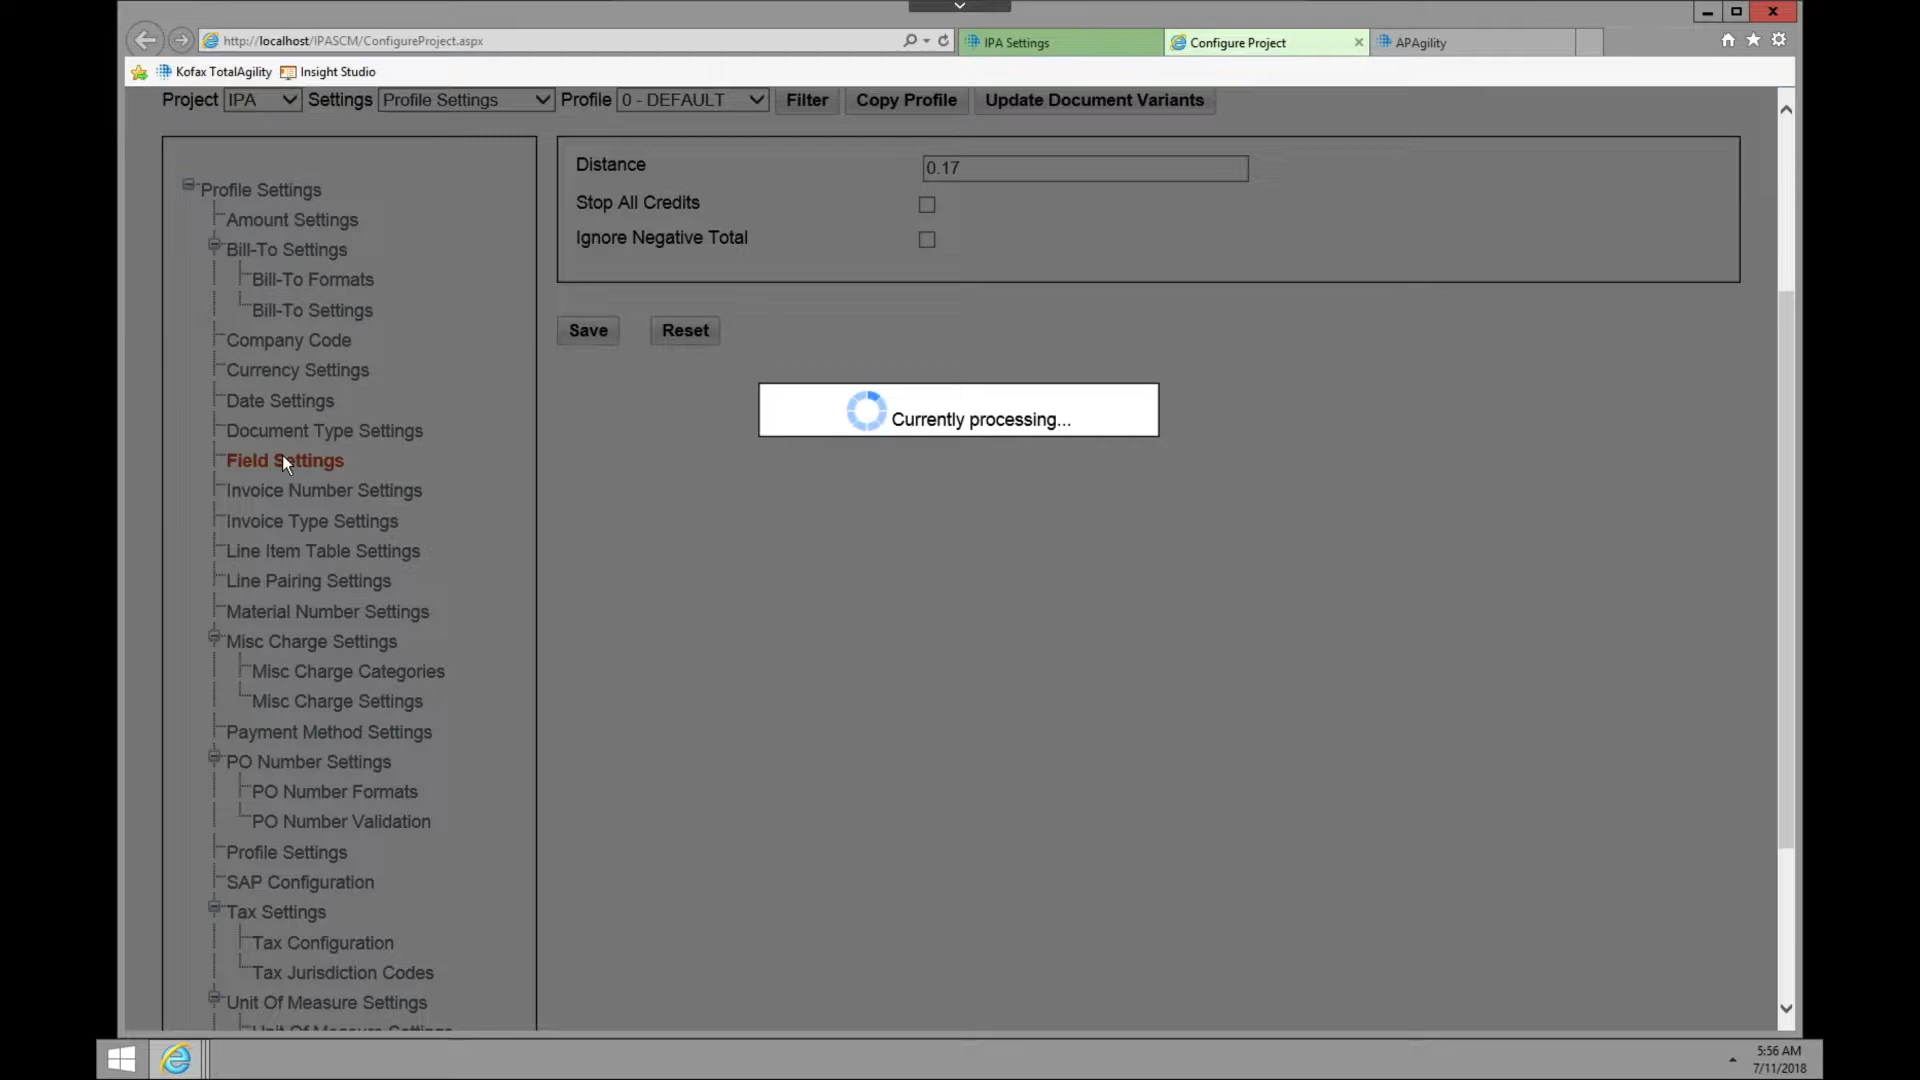 http://localhost/IPASCM/ConfigureProject.aspx
IPA Settings
Configure Project
APAgility
Kofax TotalAgility
Insight Studio
Project IPA Settings Profile Settings Profile 0 - DEFAULT Filter Copy Profile Update Document Variants
Profile Settings
Amount Settings
Bill-To Settings
Bill-To Formats
Bill-To Settings
Company Code
Currency Settings
Date Settings
Document Type Settings
Field Settings
Invoice Number Settings
Invoice Type Settings
Line Item Table Settings
Line Pairing Settings
Material Number Settings
Misc Charge Settings
Misc Charge Categories
Misc Charge Settings
Payment Method Settings
PO Number Settings
PO Number Formats
PO Number Validation
Profile Settings
SAP Configuration
Tax Settings
Tax Configuration
Tax Jurisdiction Codes
Unit Of Measure Settings
Unit Of Measure Settings
Distance 0.17
Stop All Credits
Ignore Negative Total
Save Reset
Currently processing...
5:56 AM
7/11/2018